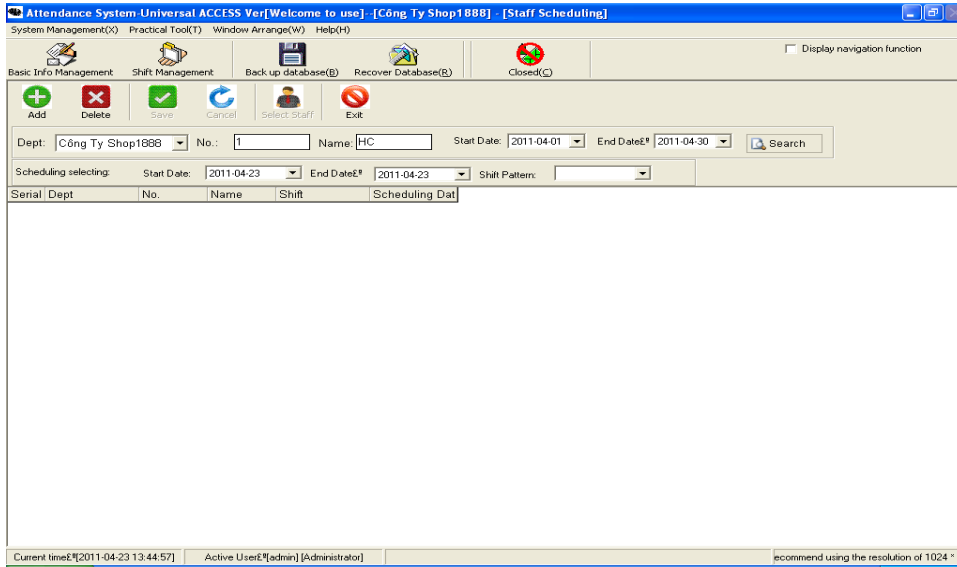 Attendance System-Universal ACCESS Ver[Welcome to use]--[Công Ty Shop1888] - [Staff Scheduling]
System Management(X) Practical Tool(T) Window Arrange(W) Help(H)
Display navigation function
Basic Info Management Shift Management Back up database(B) Recover Database(R) Closed(C)
Add Delete Save Cancel Select Staff Exit
Dept: Công Ty Shop1888 No.: 1 Name: HC Start Date: 2011-04-01 End Date£º 2011-04-30 Search
Scheduling selecting: Start Date: 2011-04-23 End Date£º 2011-04-23 Shift Pattern:
Serial Dept No. Name Shift Scheduling Dat
Current time£º[2011-04-23 13:44:57] Active User£º[admin] [Administrator] ecommend using the resolution of 1024 *